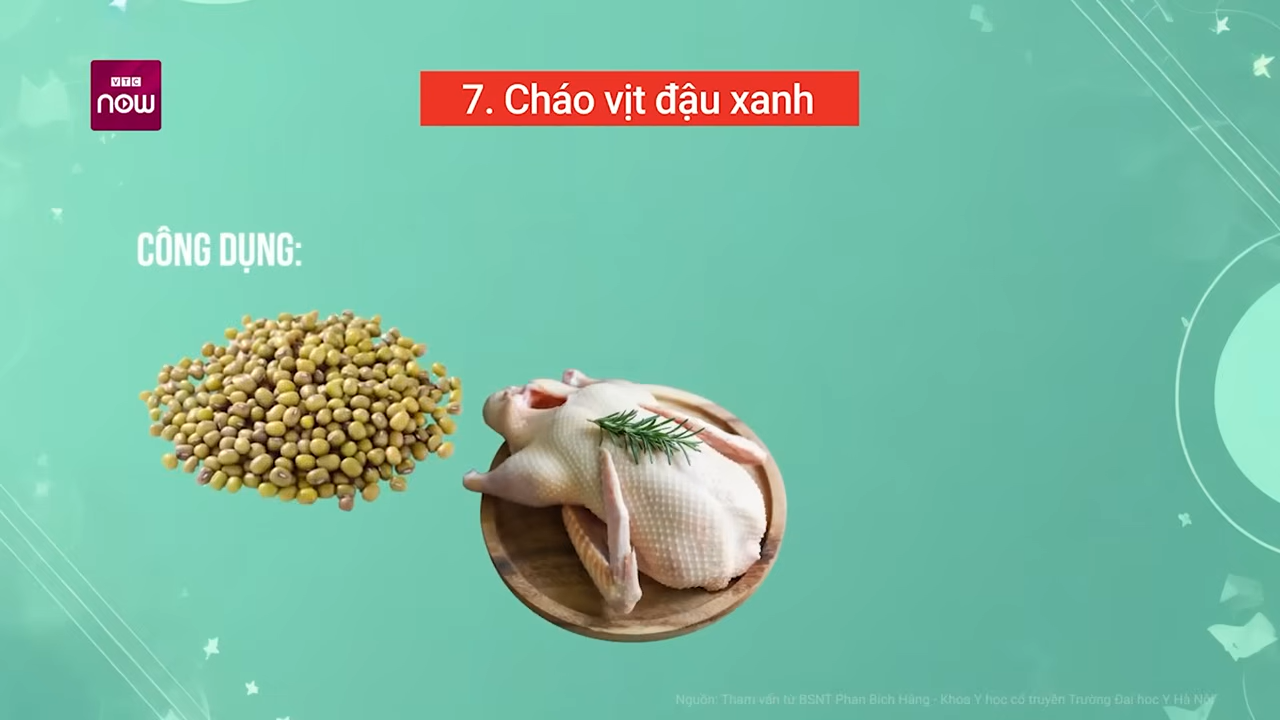 VTC
now
7. Cháo vịt đậu xanh
CÔNG DỤNG:
Nguồn: Tham vấn từ BSNT Phan Bích Hằng - Khoa Y học cổ truyền Trường Đại học Y Hà Nội